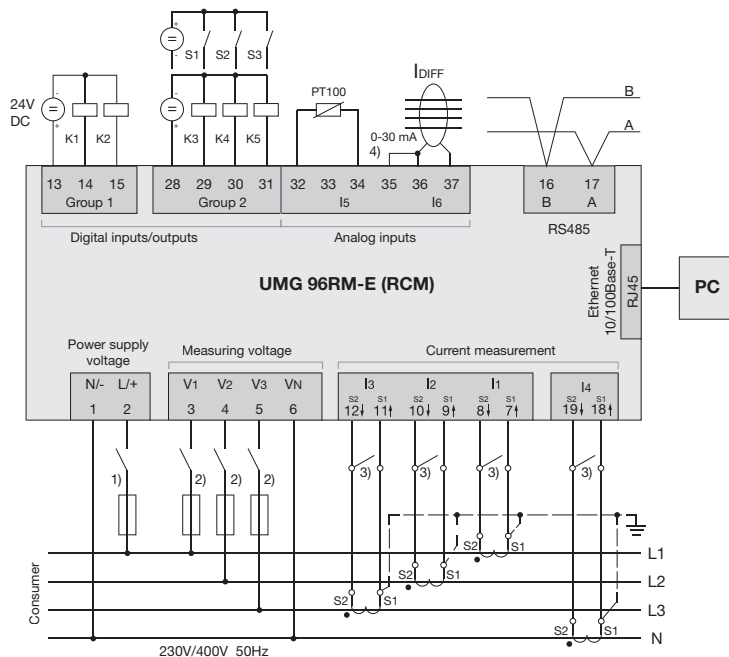 S1 S2 S3
IDIFF
24V
DC
PT100
B
A
0-30 mA
4)
K1 K2
K3 K4 K5
13 14 15
28 29 30 31
32 33 34 35 36 37
16 17
Group 1
Group 2
I5
I6
B A
Digital inputs/outputs
Analog inputs
RS485
UMG 96RM-E (RCM)
Ethernet
10/100Base-T
RJ45
PC
Power supply
voltage
Measuring voltage
Current measurement
N/- L/+
V1 V2 V3 VN
I3 I2 I1
I4
S2 S1 S2 S1 S2 S1
S2 S1
1 2
3 4 5 6
12 11 10 9 8 7
19 18
1)
2) 2) 2)
3) 3) 3)
3)
S2 S1
L1
S2 S1
L2
S2 S1
L3
S2 S1
N
Consumer
230V/400V 50Hz